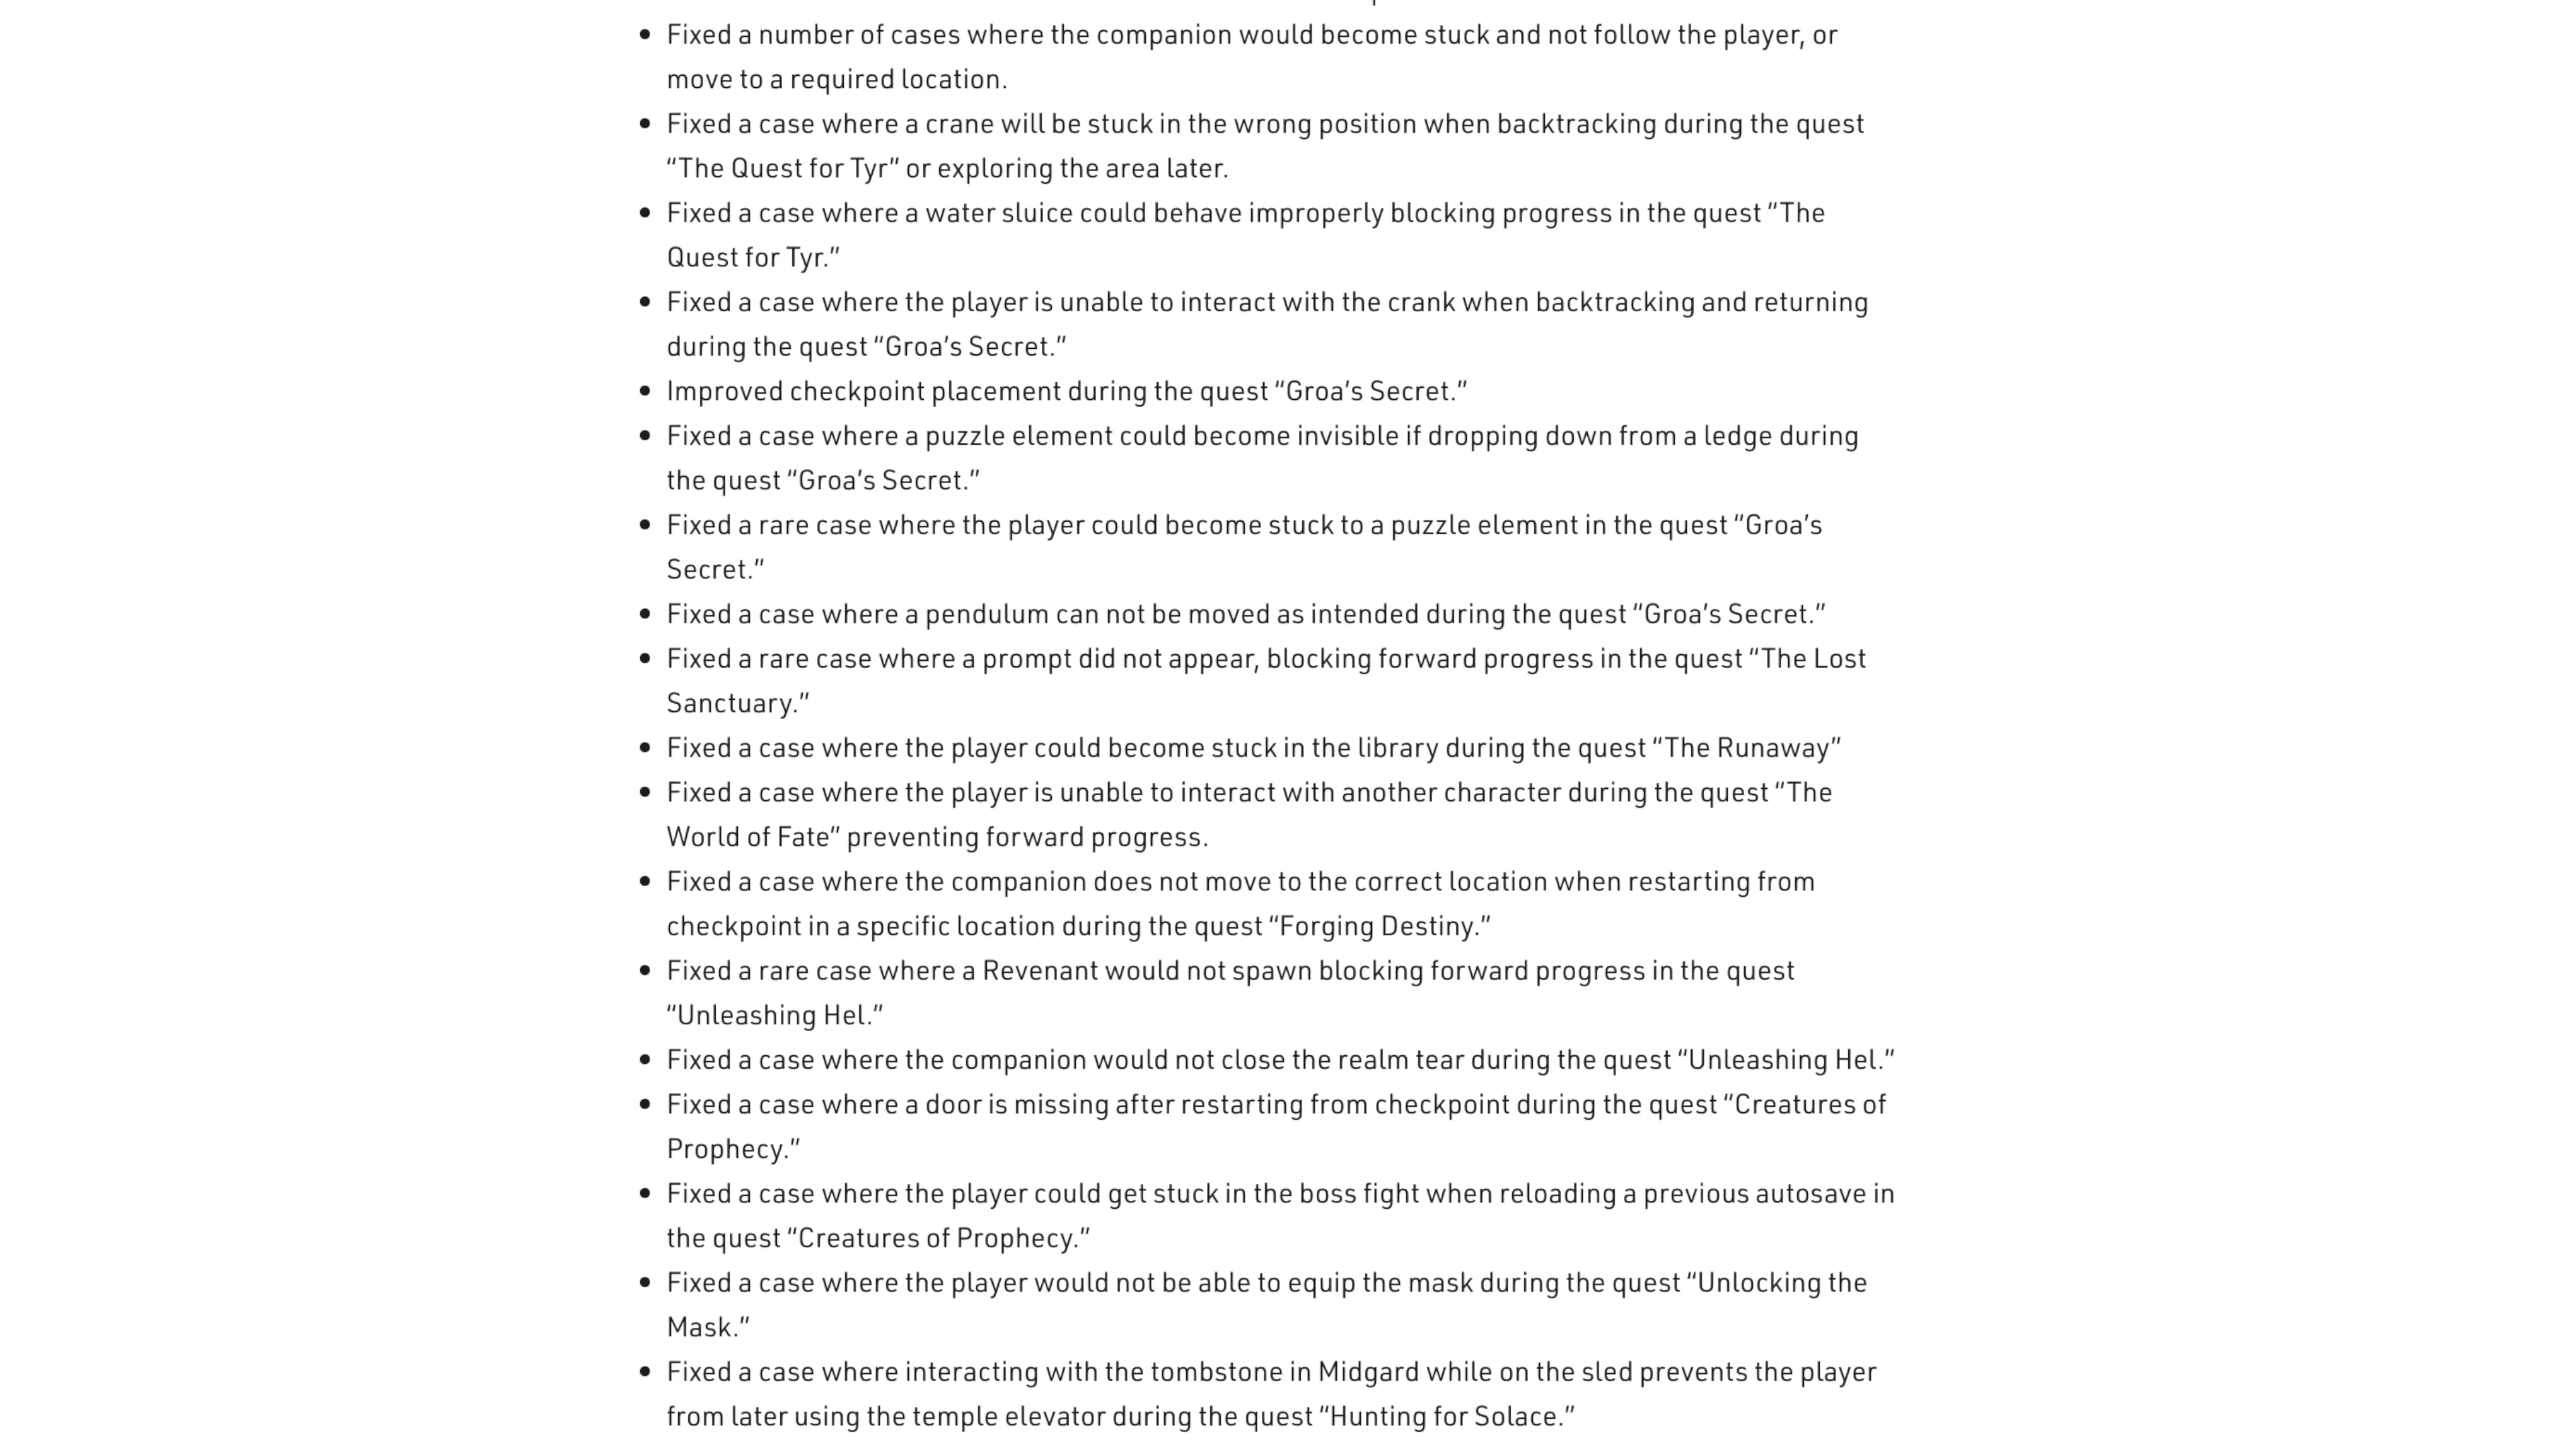 • Fixed a number of cases where the companion would become stuck and not follow the player, or
move to a required location.
• Fixed a case where a crane will be stuck in the wrong position when backtracking during the quest
“The Quest for Tyr” or exploring the area later.
• Fixed a case where a water sluice could behave improperly blocking progress in the quest “The
Quest for Tyr.”
• Fixed a case where the player is unable to interact with the crank when backtracking and returning
during the quest “Groa’s Secret.”
• Improved checkpoint placement during the quest “Groa’s Secret.”
• Fixed a case where a puzzle element could become invisible if dropping down from a ledge during
the quest “Groa’s Secret.”
• Fixed a rare case where the player could become stuck to a puzzle element in the quest “Groa’s
Secret.”
• Fixed a case where a pendulum can not be moved as intended during the quest “Groa’s Secret.”
• Fixed a rare case where a prompt did not appear, blocking forward progress in the quest “The Lost
Sanctuary.”
• Fixed a case where the player could become stuck in the library during the quest “The Runaway”
• Fixed a case where the player is unable to interact with another character during the quest “The
World of Fate” preventing forward progress.
• Fixed a case where the companion does not move to the correct location when restarting from
checkpoint in a specific location during the quest “Forging Destiny.”
• Fixed a rare case where a Revenant would not spawn blocking forward progress in the quest
“Unleashing Hel.”
• Fixed a case where the companion would not close the realm tear during the quest “Unleashing Hel.”
• Fixed a case where a door is missing after restarting from checkpoint during the quest “Creatures of
Prophecy.”
• Fixed a case where the player could get stuck in the boss fight when reloading a previous autosave in
the quest “Creatures of Prophecy.”
• Fixed a case where the player would not be able to equip the mask during the quest “Unlocking the
Mask.”
• Fixed a case where interacting with the tombstone in Midgard while on the sled prevents the player
from later using the temple elevator during the quest “Hunting for Solace.”